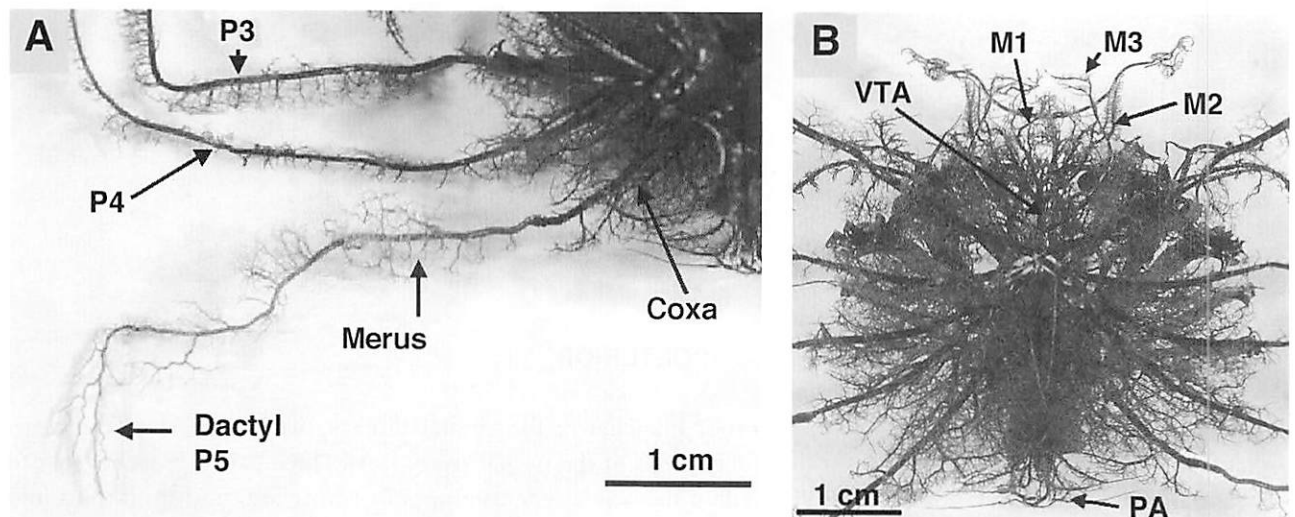 A
P3
P4
Merus
Coxa
Dactyl
P5
1 cm
B
M1
M3
VTA
M2
1 cm
PA